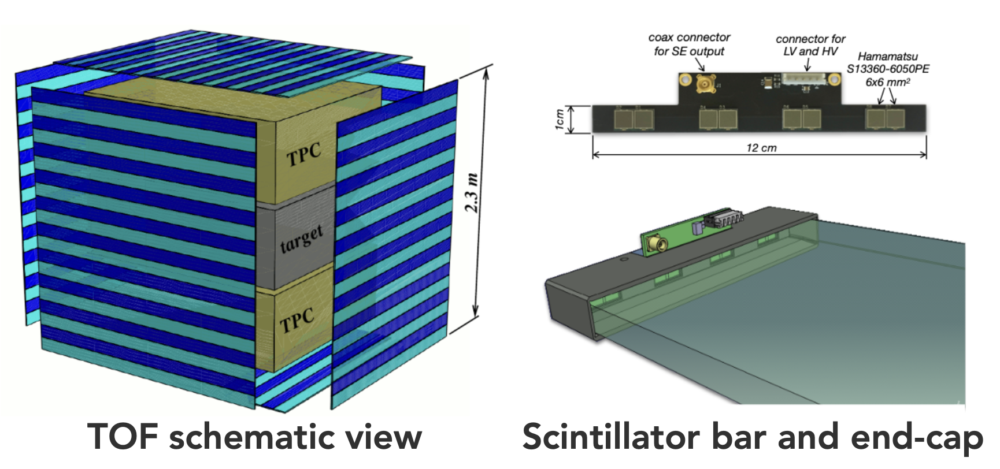 coax connector
for SE output
connector for
LV and HV
Hamamatsu
S13360-6050PE
6x6 mm²
1cm
12 cm
TPC
target
TPC
2.3 m
TOF schematic view
Scintillator bar and end-cap